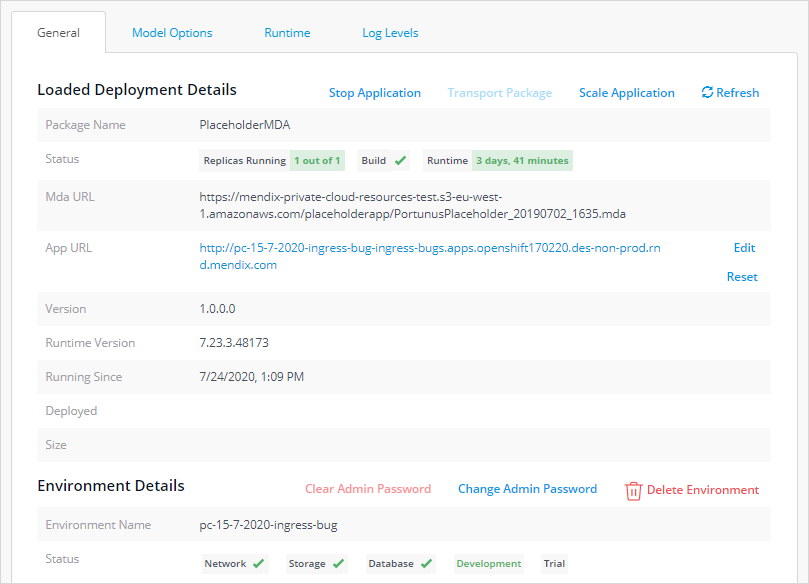 General Model Options Runtime Log Levels
Loaded Deployment Details Stop Application Transport Package Scale Application Refresh
Package Name PlaceholderMDA
Status Replicas Running 1 out of 1 Build Runtime 3 days, 41 minutes
Mda URL https://mendix-private-cloud-resources-test.s3-eu-west-
1.amazonaws.com/placeholderapp/PortunusPlaceholder_20190702_1635.mda
App URL http://pc-15-7-2020-ingress-bug-ingress-bugs.apps.openshift170220.des-non-prod.rn Edit
d.mendix.com
Reset
Version 1.0.0.0
Runtime Version 7.23.3.48173
Running Since 7/24/2020, 1:09 PM
Deployed
Size
Environment Details Clear Admin Password Change Admin Password Delete Environment
Environment Name pc-15-7-2020-ingress-bug
Status Network Storage Database Development Trial